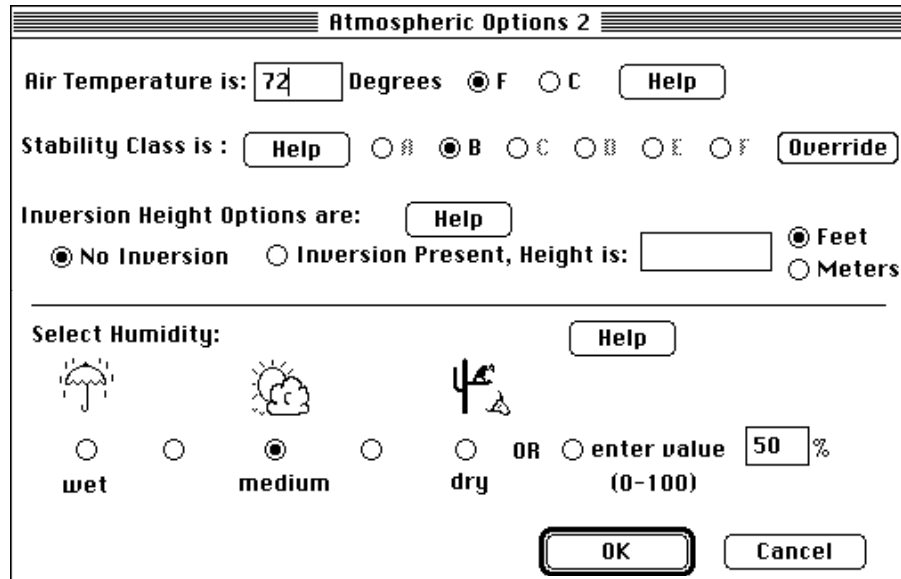 Atmospheric Options 2
Air Temperature is: 72 Degrees F C Help
Stability Class is : Help A B C D E F Override
Inversion Height Options are: Help
No Inversion Inversion Present, Height is: Feet
Meters
Select Humidity: Help
OR enter value 50 %
wet medium dry (0-100)
OK Cancel